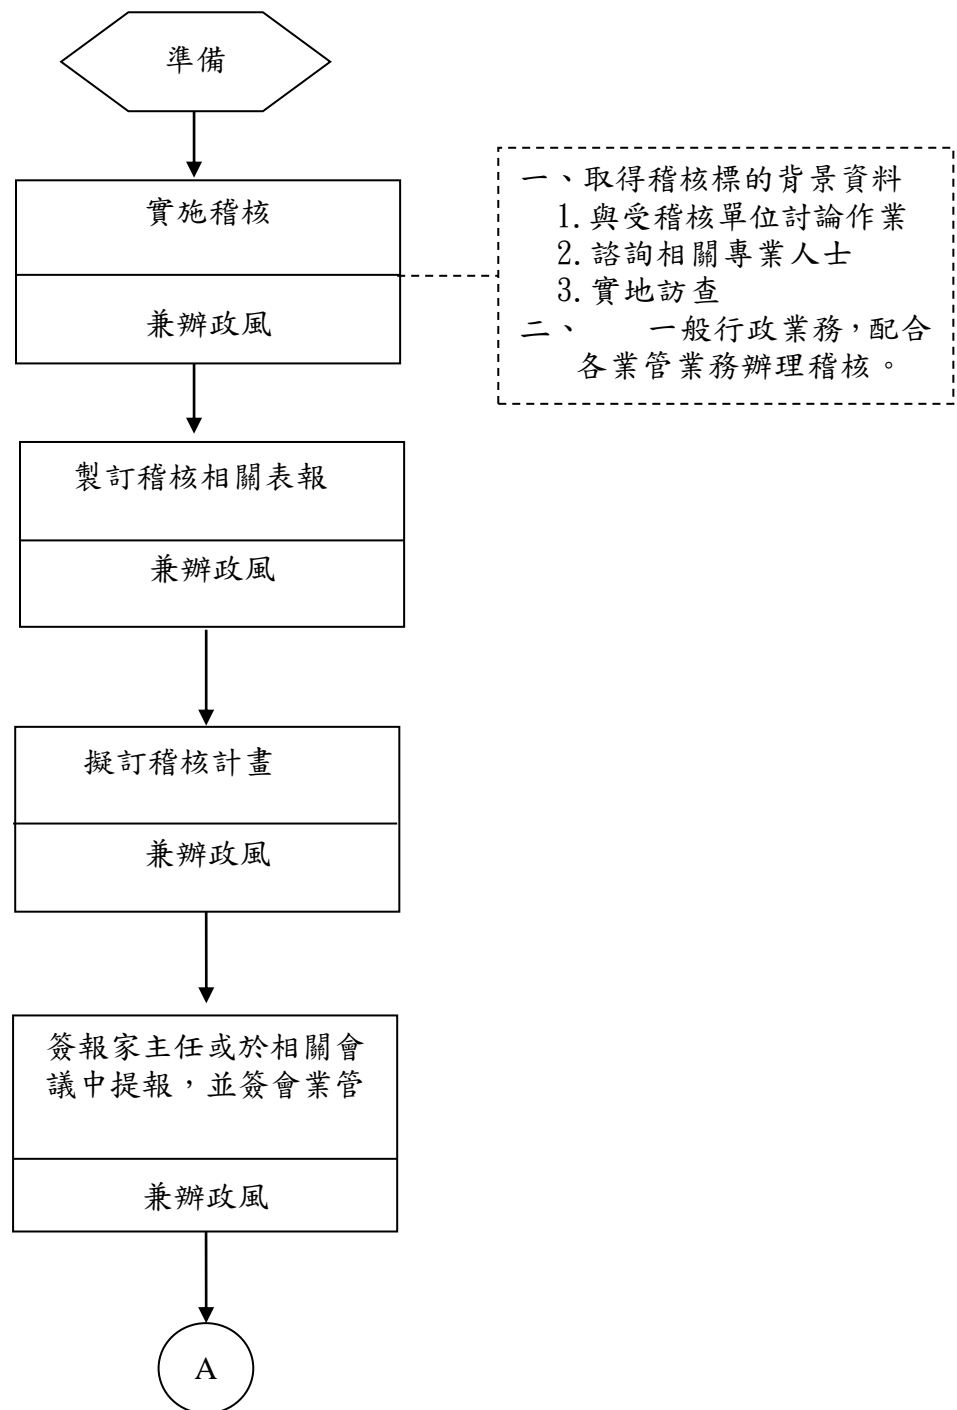 準備
實施稽核
兼辦政風
一、取得稽核標的背景資料
1.與受稽核單位討論作業
2.諮詢相關專業人士
3.實地訪查
二、 一般行政業務，配合
各業管業務辦理稽核。
製訂稽核相關表報
兼辦政風
擬訂稽核計畫
兼辦政風
簽報家主任或於相關會
議中提報，並簽會業管
兼辦政風
A